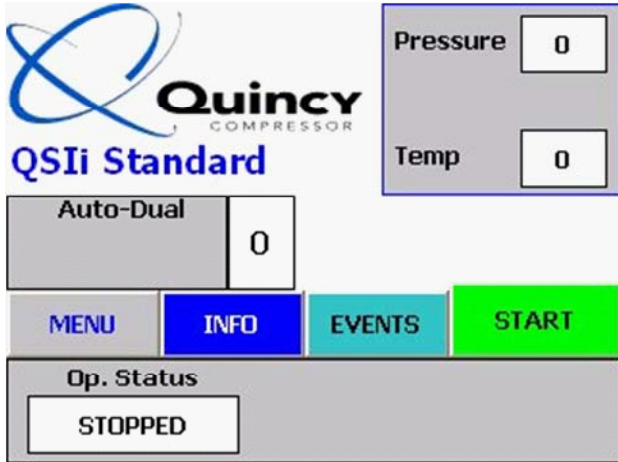 Quincy
COMPRESSOR
QSIi Standard
Pressure 0
Temp 0
Auto-Dual 0
MENU INFO EVENTS START
Op. Status
STOPPED